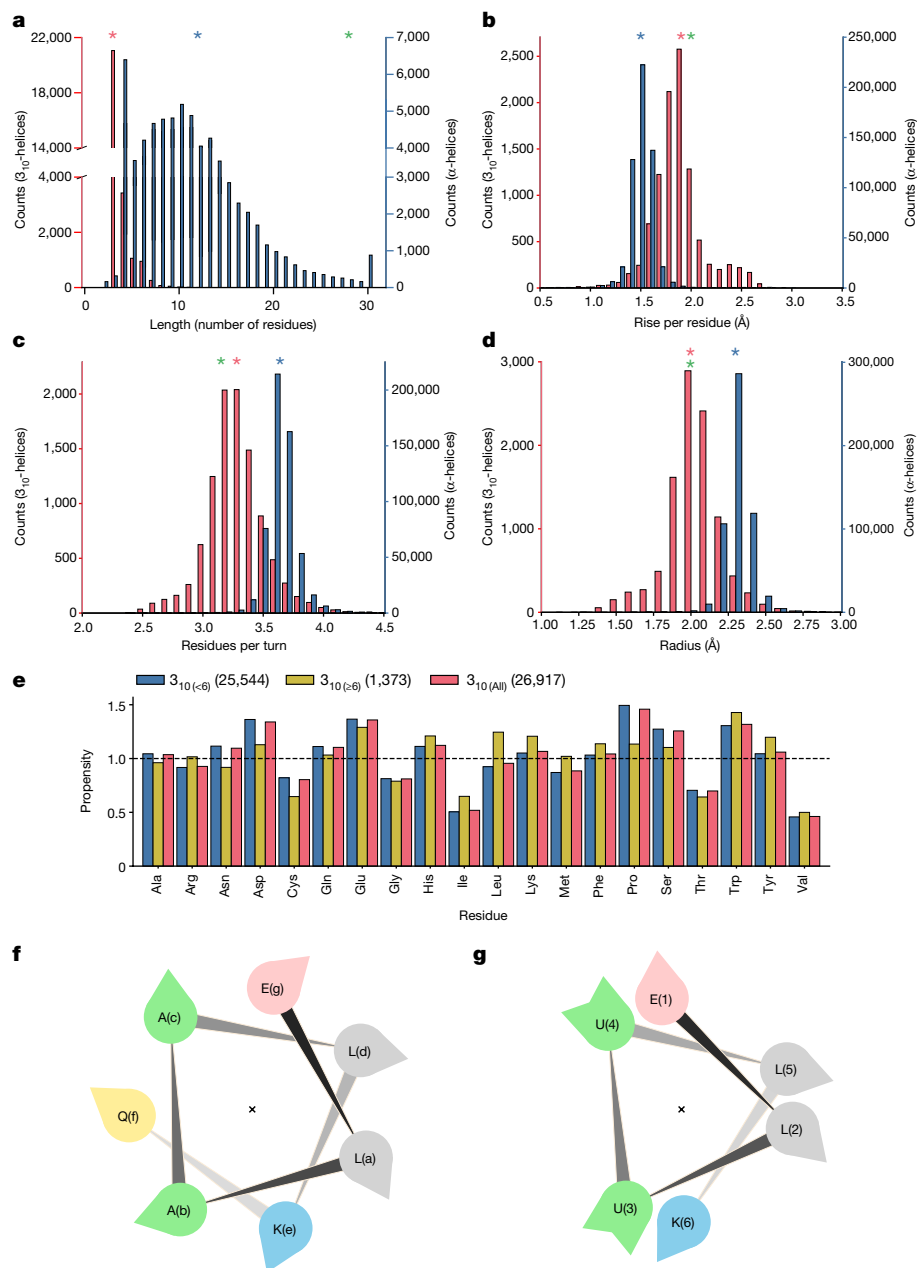 a
*
*
*
22,000
18,000
14,000
4,000
2,000
0
Counts (3₁₀-helices)
7,000
6,000
5,000
4,000
3,000
2,000
1,000
0
Counts (α-helices)
0
10
20
30
Length (number of residues)
b
*
*
*
2,500
2,000
1,500
1,000
500
0
Counts (3₁₀-helices)
250,000
200,000
150,000
100,000
50,000
0
Counts (α-helices)
0.5
1.0
1.5
2.0
2.5
3.0
3.5
Rise per residue (Å)
c
*
*
*
2,000
1,500
1,000
500
0
Counts (3₁₀-helices)
200,000
150,000
100,000
50,000
0
Counts (α-helices)
2.0
2.5
3.0
3.5
4.0
4.5
Residues per turn
d
*
*
*
3,000
2,000
1,000
0
Counts (3₁₀-helices)
300,000
200,000
100,000
0
Counts (α-helices)
1.00
1.25
1.50
1.75
2.00
2.25
2.50
2.75
3.00
Radius (Å)
e
3₁₀ (<6) (25,544)
3₁₀ (≥6) (1,373)
3₁₀ (All) (26,917)
1.5
1.0
0.5
0
Propensity
Ala
Arg
Asn
Asp
Cys
Gln
Glu
Gly
His
Ile
Leu
Lys
Met
Phe
Pro
Ser
Thr
Trp
Tyr
Val
Residue
f
E(g)
A(c)
L(d)
Q(f)
×
L(a)
A(b)
K(e)
g
E(1)
U(4)
L(5)
×
L(2)
U(3)
K(6)